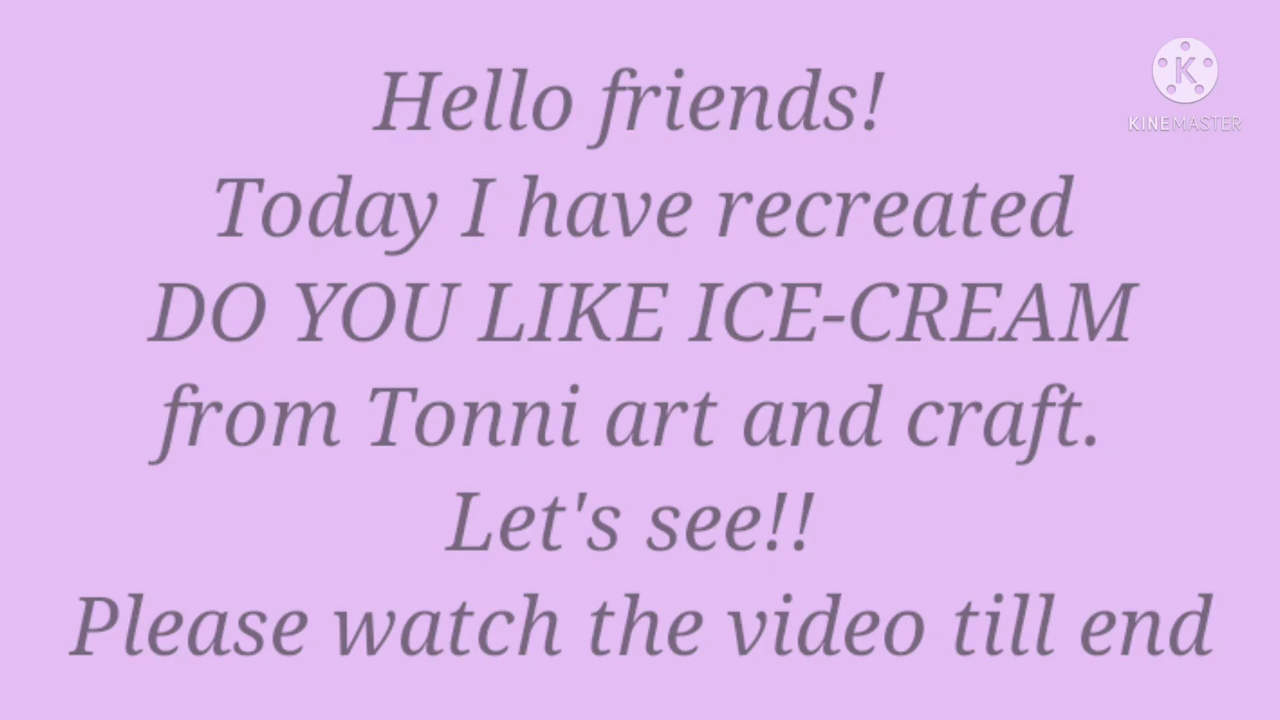 Hello friends!
Today I have recreated
DO YOU LIKE ICE-CREAM
from Tonni art and craft.
Let's see!!
Please watch the video till end
K
KINEMASTER